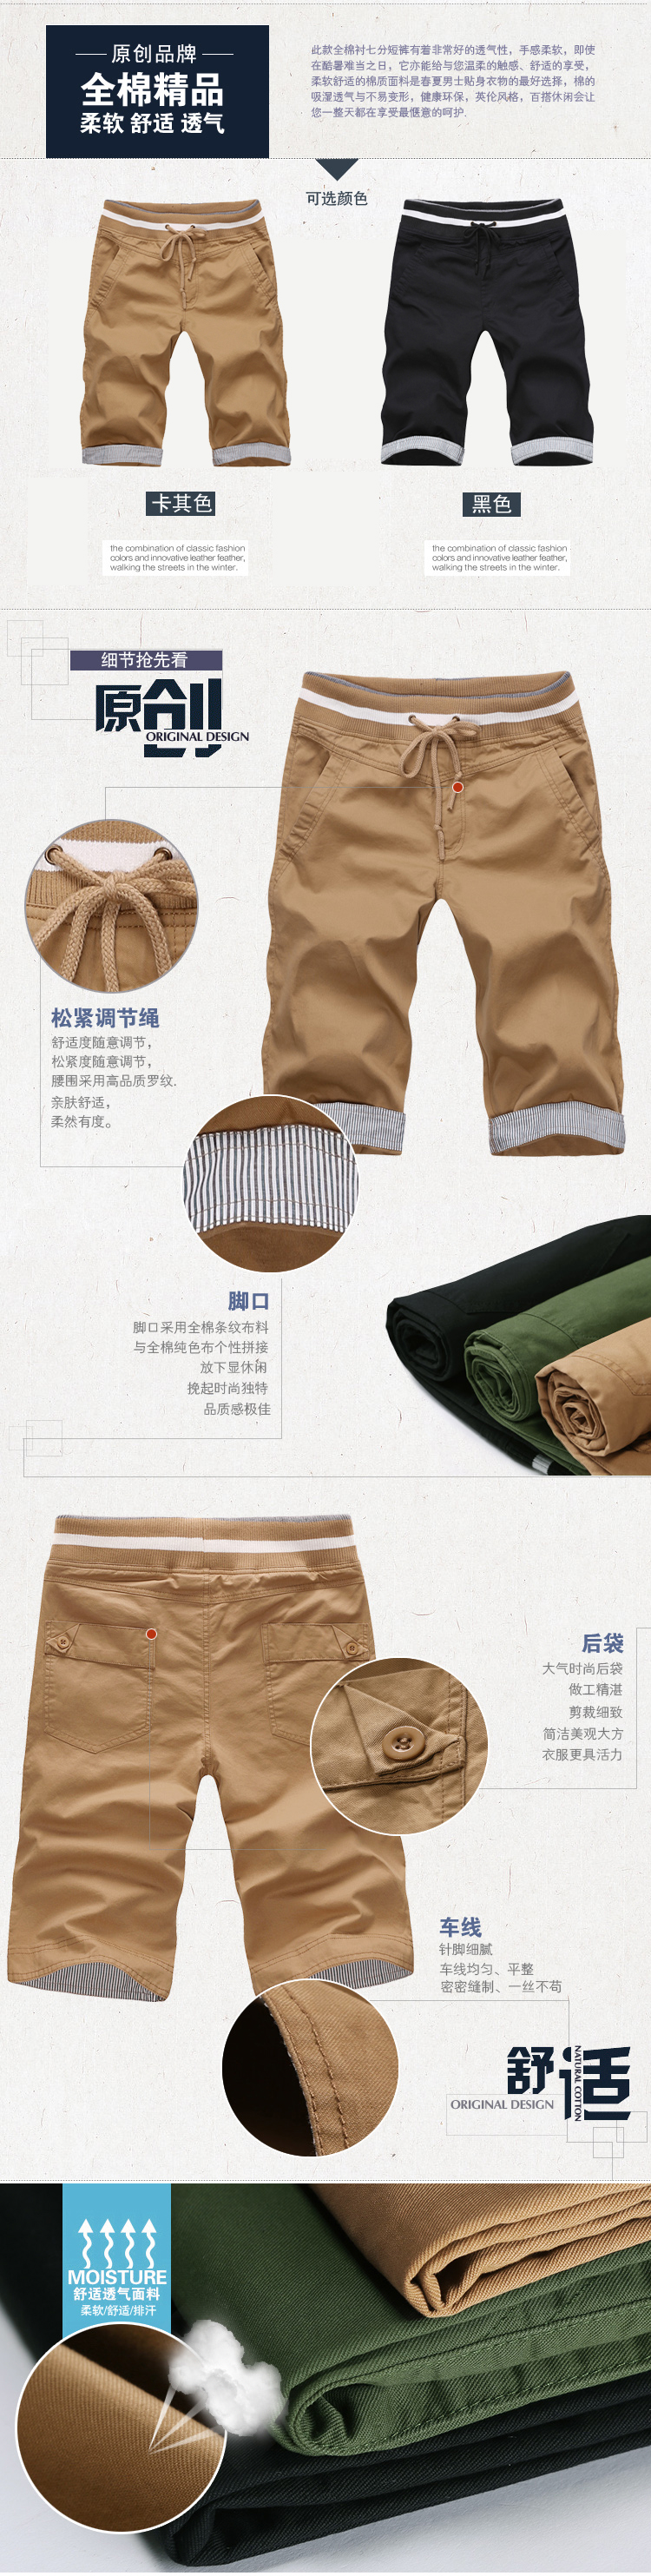 原创品牌
全棉精品
柔软 舒适 透气
此款全棉衬七分短裤有着非常好的透气性，手感柔软，即使
在酷暑难当之日，它亦能给与您温柔的触感、舒适的享受，
柔软舒适的棉质面料是春夏男士贴身衣物的最好选择，棉的
吸湿透气与不易变形，健康环保，英伦风格，百搭休闲会让
您一整天都在享受最惬意的呵护.
可选颜色
卡其色
黑色
the combination of classic fashion
colors and innovative leather feather,
walking the streets in the winter.
the combination of classic fashion
colors and innovative leather feather,
walking the streets in the winter.
细节抢先看
原创
ORIGINAL DESIGN
松紧调节绳
舒适度随意调节，
松紧度随意调节，
腰围采用高品质罗纹.
亲肤舒适，
柔然有度。
脚口
脚口采用全棉条纹布料
与全棉纯色布个性拼接
放下显休闲
挽起时尚独特
品质感极佳
后袋
大气时尚后袋
做工精湛
剪裁细致
简洁美观大方
衣服更具活力
车线
针脚细腻
车线均匀、平整
密密缝制、一丝不苟
舒适
NATURAL COTTON
ORIGINAL DESIGN
MOISTURE
舒适透气面料
柔软/舒适/排汗